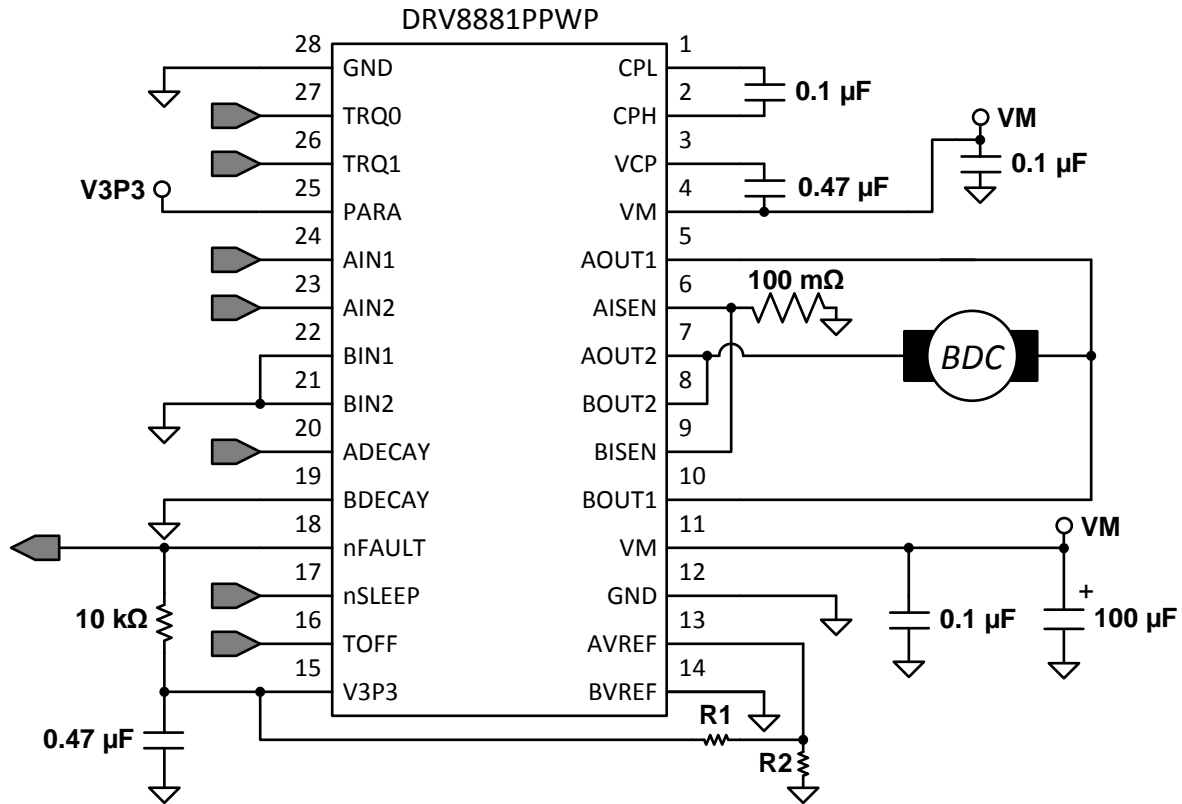 DRV8881PPWP
28 GND CPL 1
0.1 µF
27 TRQ0 CPH 2
VM
26 TRQ1 VCP 3
0.1 µF
0.47 µF
V3P3
25 PARA VM 4
24 AIN1 AOUT1 5
100 mΩ
23 AIN2 AISEN 6
22 BIN1 AOUT2 7
BDC
21 BIN2 BOUT2 8
20 ADECAY BISEN 9
19 BDECAY BOUT1 10
VM
18 nFAULT VM 11
17 nSLEEP GND 12
10 kΩ
0.1 µF
+
100 µF
16 TOFF AVREF 13
15 V3P3 BVREF 14
R1
0.47 µF
R2